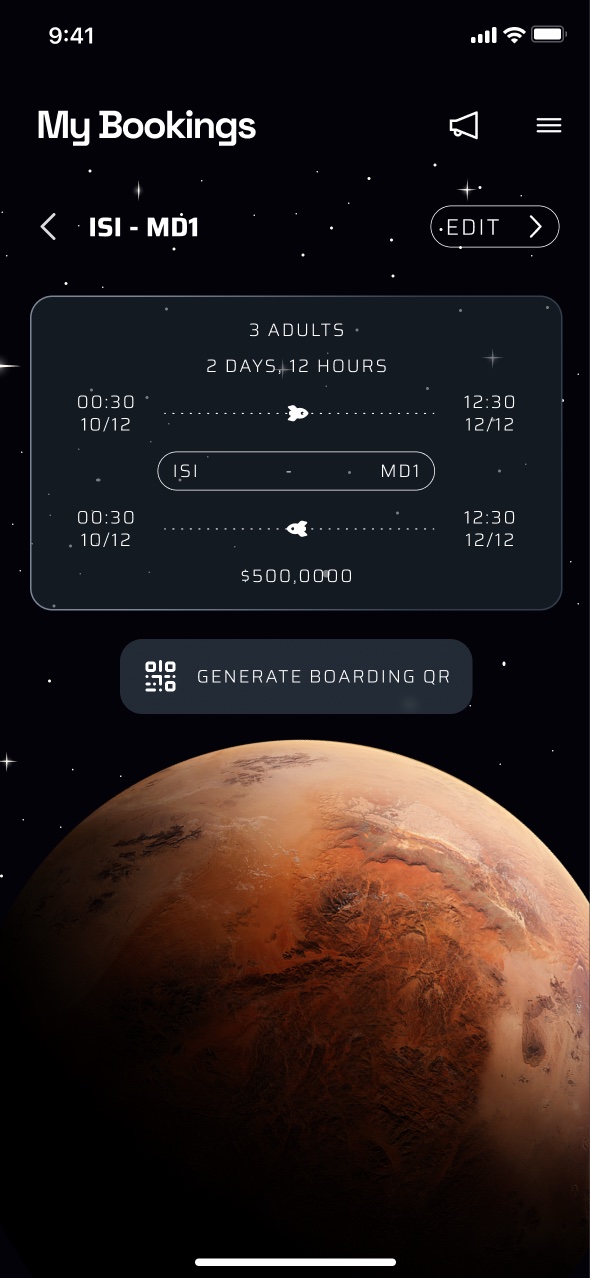 9:41
My Bookings
ISI - MD1
EDIT
3 ADULTS
2 DAYS, 12 HOURS
00:30 12:30
10/12 12/12
ISI - MD1
00:30 12:30
10/12 12/12
$500,0000
GENERATE BOARDING QR